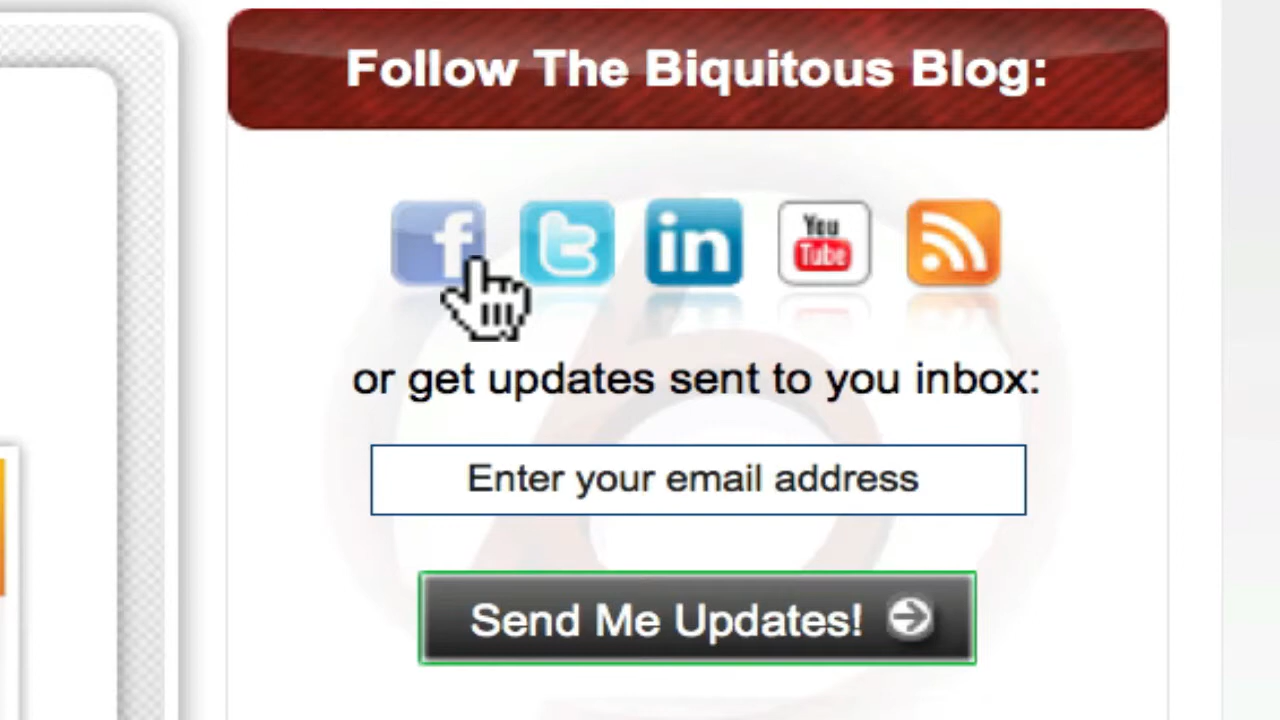 Follow The Biquitous Blog:
f t in You Tube
or get updates sent to you inbox:
Enter your email address
Send Me Updates!